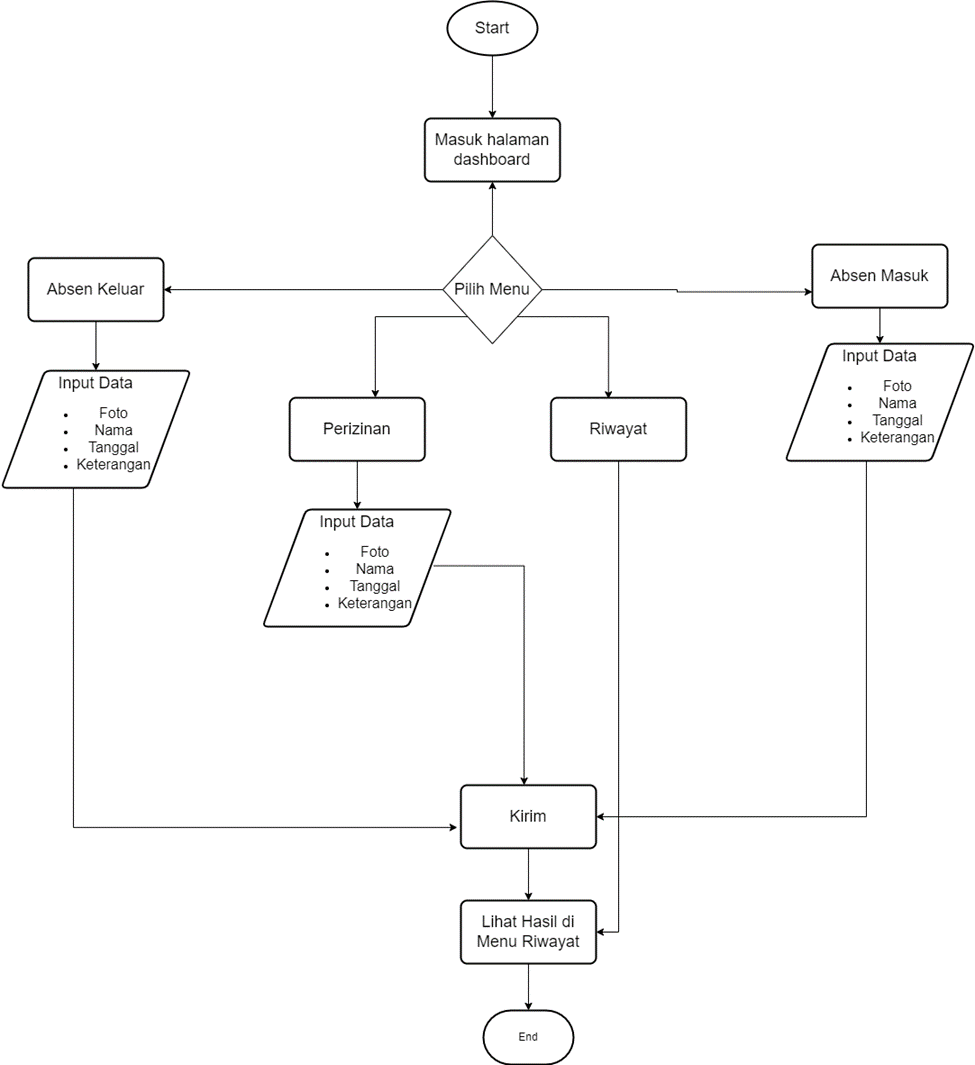 Start
Masuk halaman
dashboard
Pilih Menu
Absen Keluar
Absen Masuk
Input Data
• Foto
• Nama
• Tanggal
• Keterangan
Input Data
• Foto
• Nama
• Tanggal
• Keterangan
Perizinan
Riwayat
Input Data
• Foto
• Nama
• Tanggal
• Keterangan
Kirim
Lihat Hasil di
Menu Riwayat
End